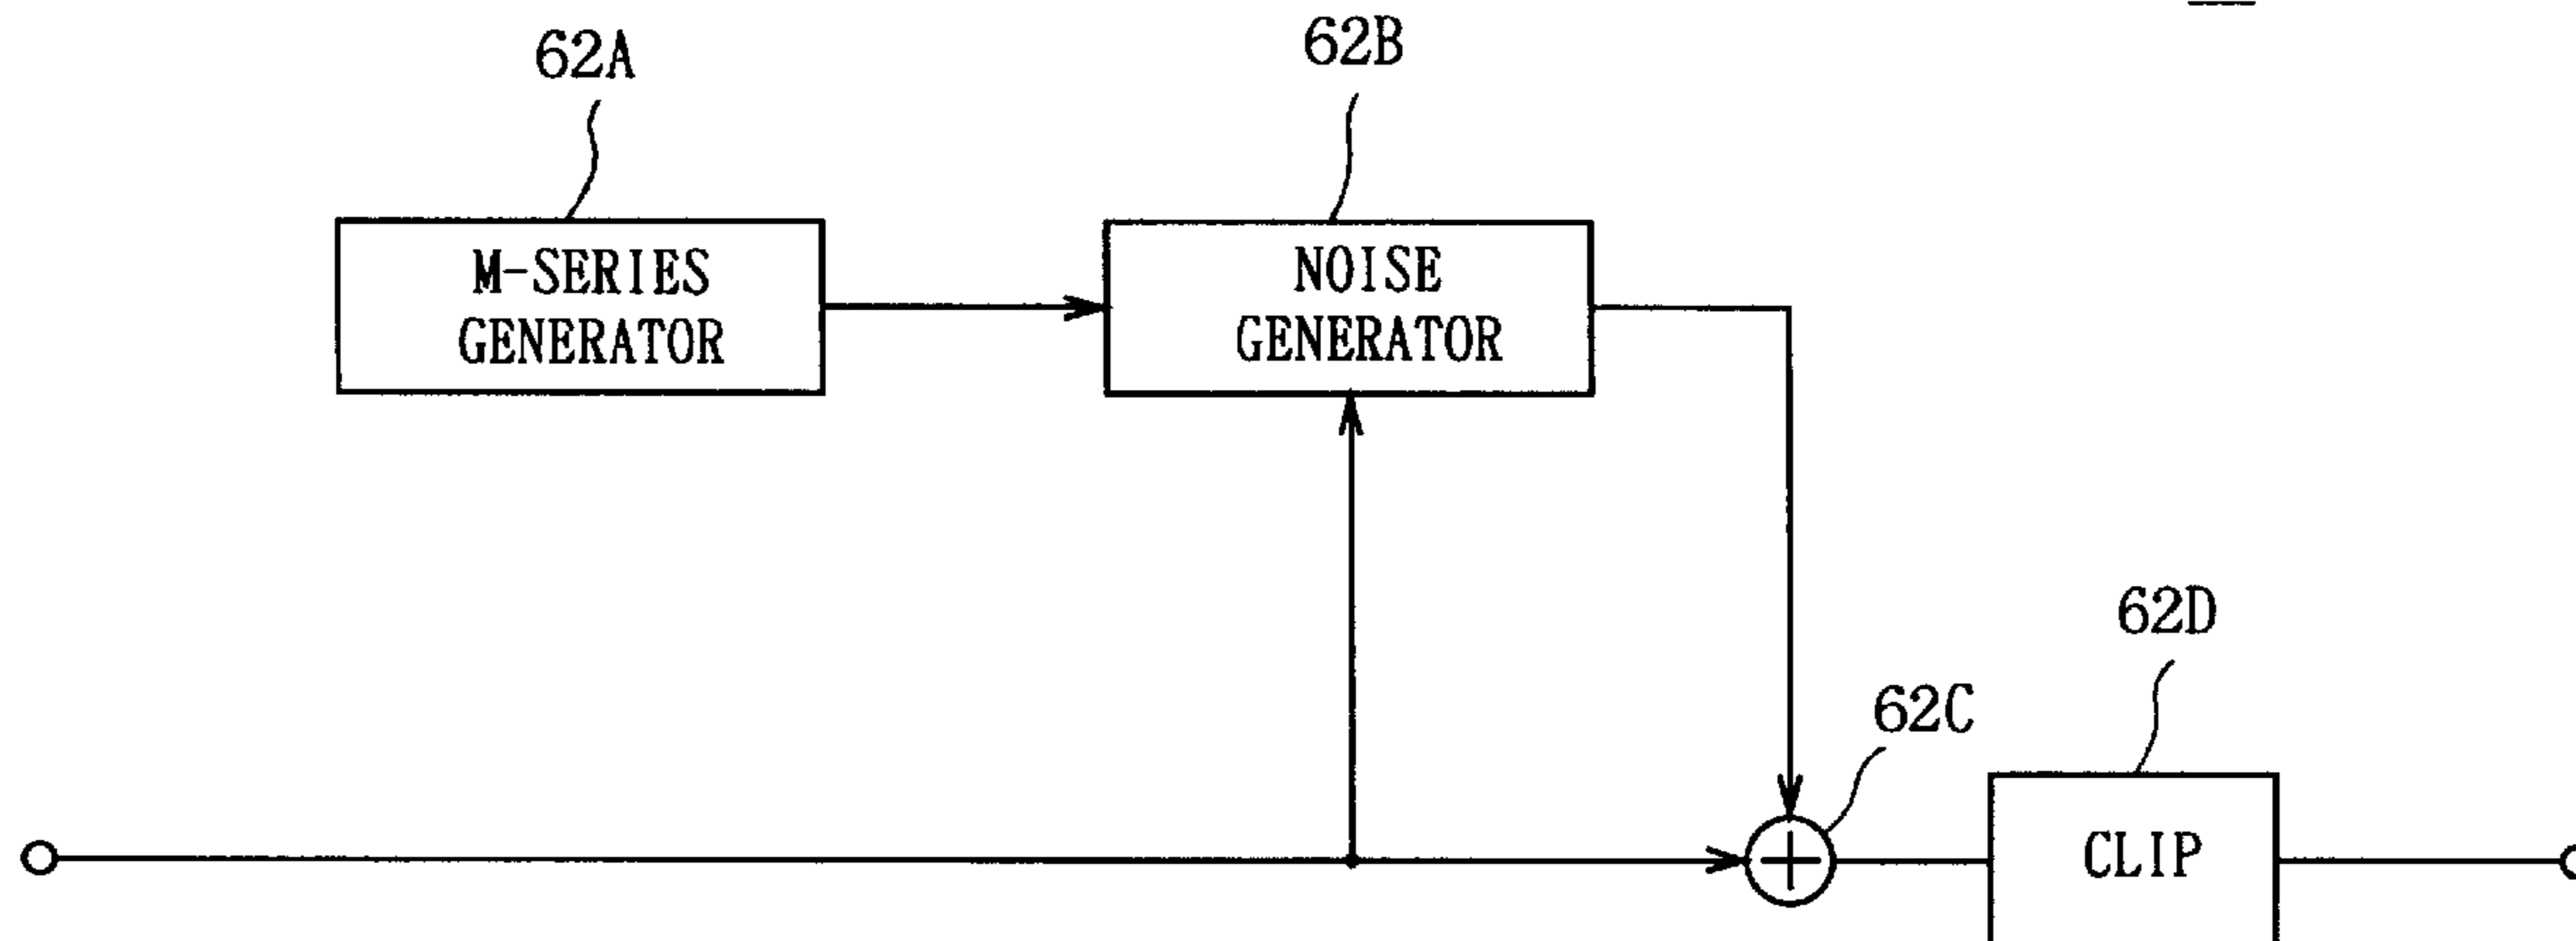 62A
62B
M-SERIES
GENERATOR
NOISE
GENERATOR
62D
62C
CLIP